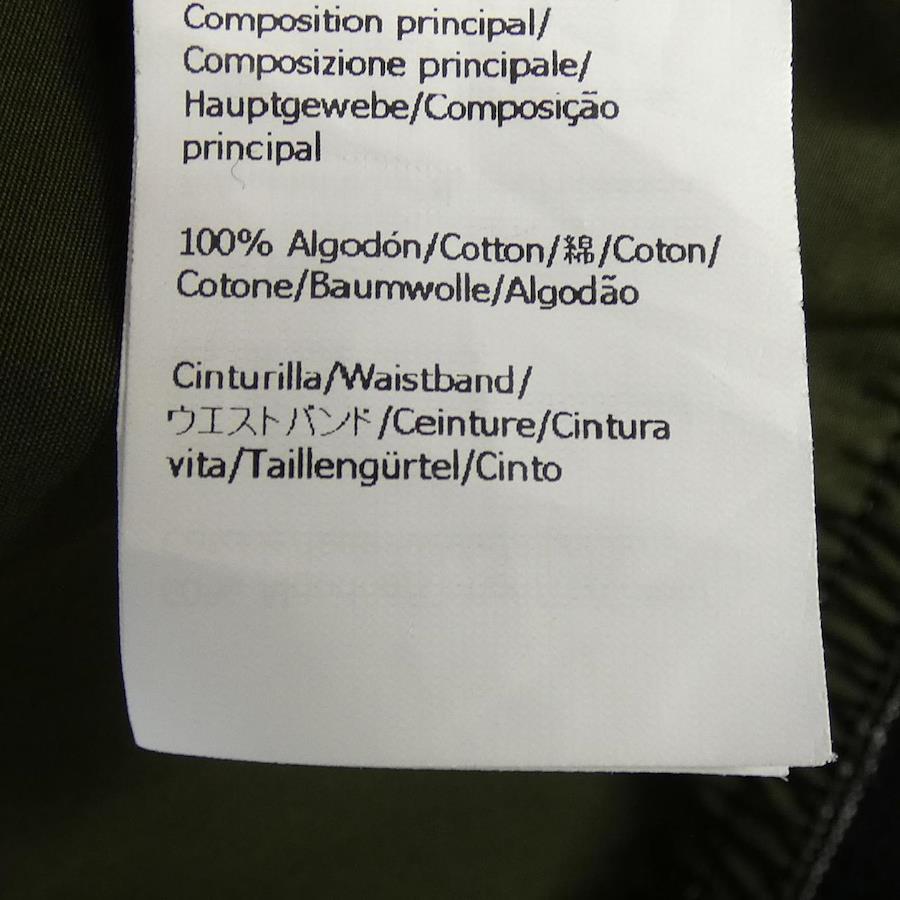 Composition principal/
Composizione principale/
Hauptgewebe/Composição
principal
100% Algodón/Cotton/綿/Coton/
Cotone/Baumwolle/Algodão
Cinturilla/Waistband/
ウエストバンド/Ceinture/Cintura
vita/Taillengürtel/Cinto